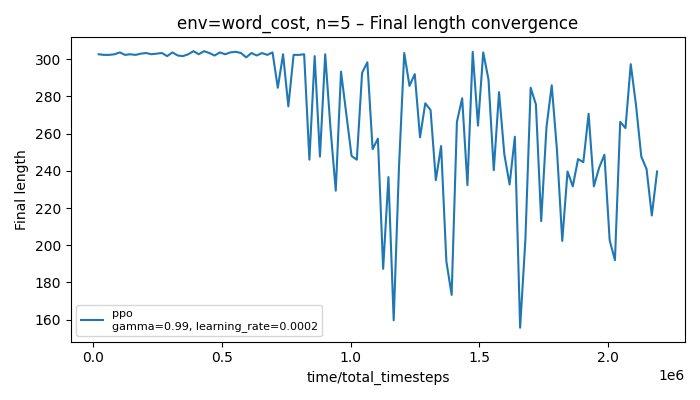 env=word_cost, n=5 – Final length convergence
Final length
300
280
260
240
220
200
180
160
ppo
gamma=0.99, learning_rate=0.0002
0.0 0.5 1.0 1.5 2.0
1e6
time/total_timesteps